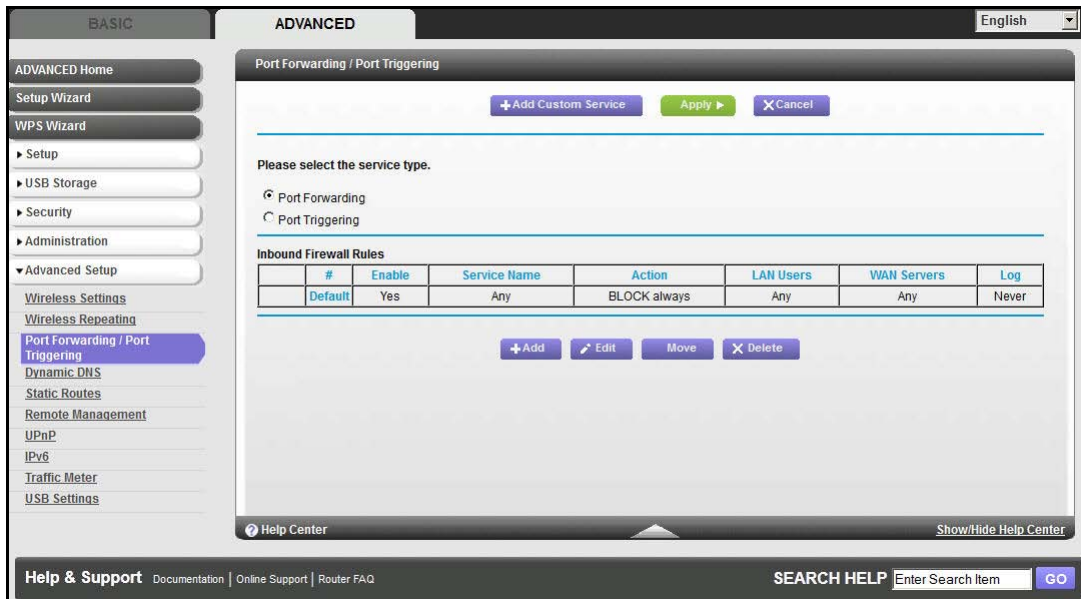 BASIC
ADVANCED
English
ADVANCED Home
Setup Wizard
WPS Wizard
Setup
USB Storage
Security
Administration
Advanced Setup
Wireless Settings
Wireless Repeating
Port Forwarding / Port
Triggering
Dynamic DNS
Static Routes
Remote Management
UPnP
IPv6
Traffic Meter
USB Settings
Port Forwarding / Port Triggering
+Add Custom Service Apply X Cancel
Please select the service type.
Port Forwarding
Port Triggering
Inbound Firewall Rules
# Enable Service Name Action LAN Users WAN Servers Log
Default Yes Any BLOCK always Any Any Never
+Add Edit Move X Delete
? Help Center
Show/Hide Help Center
Help & Support Documentation | Online Support | Router FAQ
SEARCH HELP Enter Search Item GO